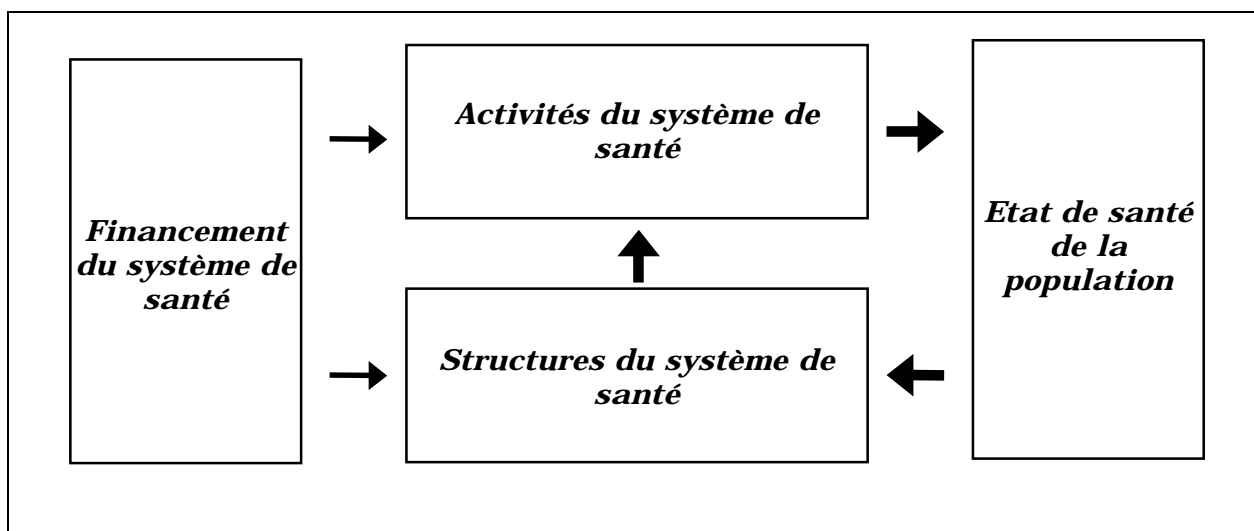 Financement
du système de
santé
Activités du système de
santé
Structures du système de
santé
Etat de santé
de la
population